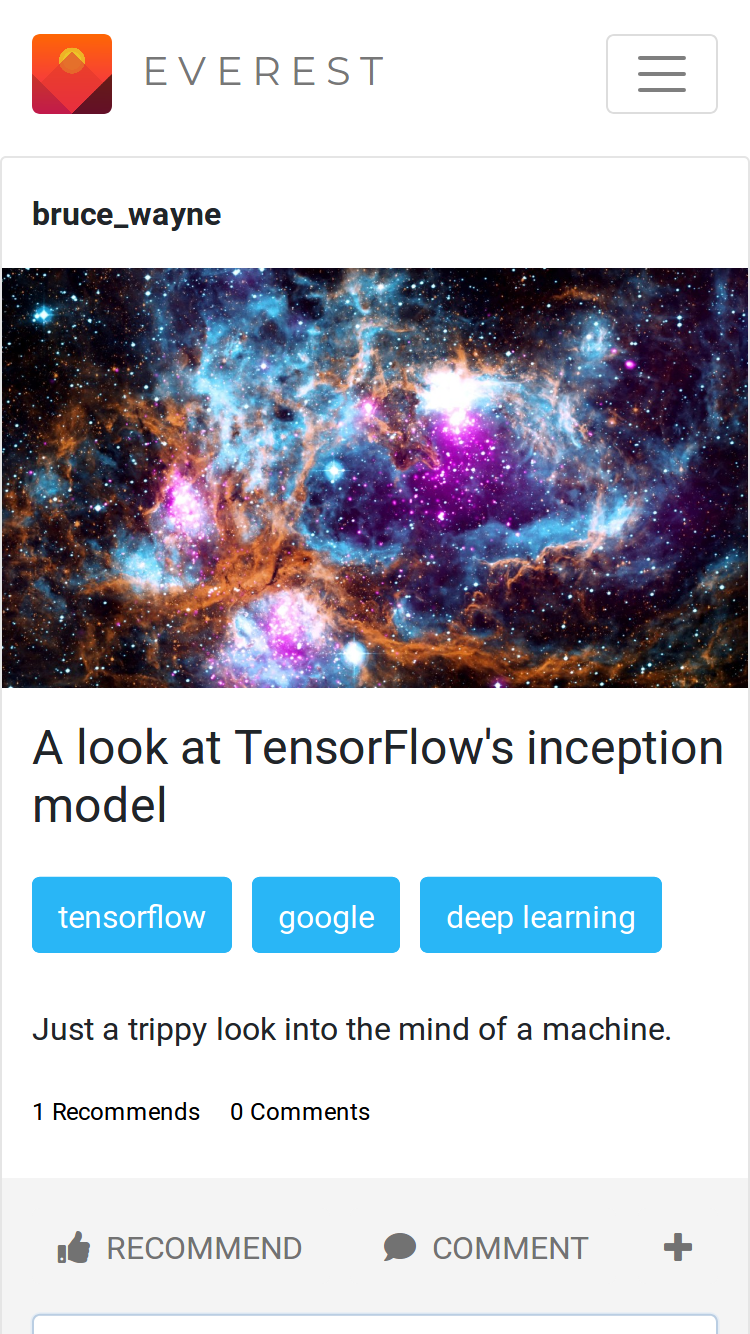 EVEREST
bruce_wayne
A look at TensorFlow's inception
model
tensorflow google deep learning
Just a trippy look into the mind of a machine.
1 Recommends 0 Comments
RECOMMEND COMMENT